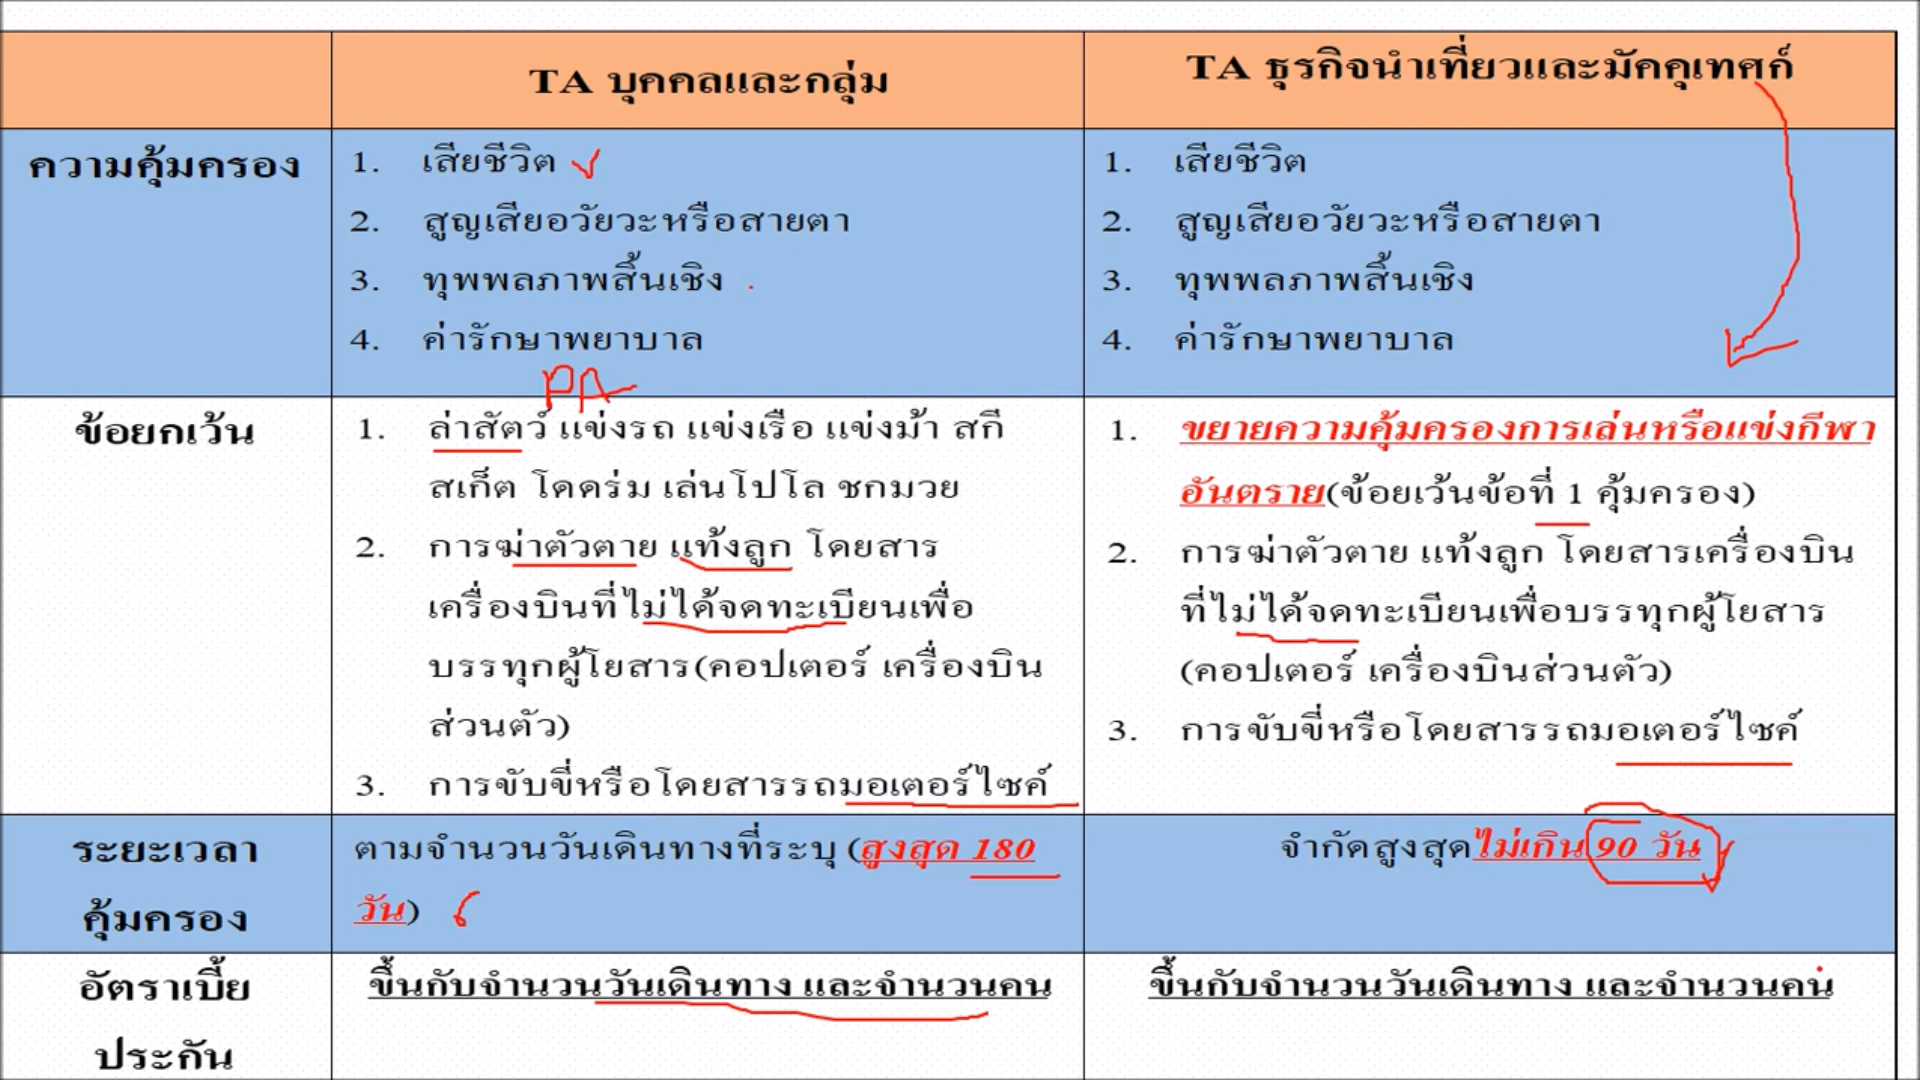 TA บุคคลและกลุ่ม
TA ธุรกิจนำเที่ยวและมัคคุเทศก์
ความคุ้มครอง
1. เสียชีวิต
2. สูญเสียอวัยวะหรือสายตา
3. ทุพพลภาพสิ้นเชิง
4. ค่ารักษาพยาบาล
PA
1. เสียชีวิต
2. สูญเสียอวัยวะหรือสายตา
3. ทุพพลภาพสิ้นเชิง
4. ค่ารักษาพยาบาล
ข้อยกเว้น
1. ล่าสัตว์ แข่งรถ แข่งเรือ แข่งม้า สกี
สเก็ต โดดร่ม เล่นโปโล ชกมวย
2. การฆ่าตัวตาย แท้งลูก โดยสาร
เครื่องบินที่ไม่ได้จดทะเบียนเพื่อ
บรรทุกผู้โยสาร(คอปเตอร์ เครื่องบิน
ส่วนตัว)
3. การขับขี่หรือโดยสารรถมอเตอร์ไซค์
1. ขยายความคุ้มครองการเล่นหรือแข่งกีฬา
อันตราย(ข้อยเว้นข้อที่ 1 คุ้มครอง)
2. การฆ่าตัวตาย แท้งลูก โดยสารเครื่องบิน
ที่ไม่ได้จดทะเบียนเพื่อบรรทุกผู้โยสาร
(คอปเตอร์ เครื่องบินส่วนตัว)
3. การขับขี่หรือโดยสารรถมอเตอร์ไซค์
ระยะเวลา
คุ้มครอง
ตามจำนวนวันเดินทางที่ระบุ (สูงสุด 180
วัน)
จำกัดสูงสุดไม่เกิน 90 วัน
อัตราเบี้ย
ประกัน
ขึ้นกับจำนวนวันเดินทาง และจำนวนคน
ขึ้นกับจำนวนวันเดินทาง และจำนวนคน